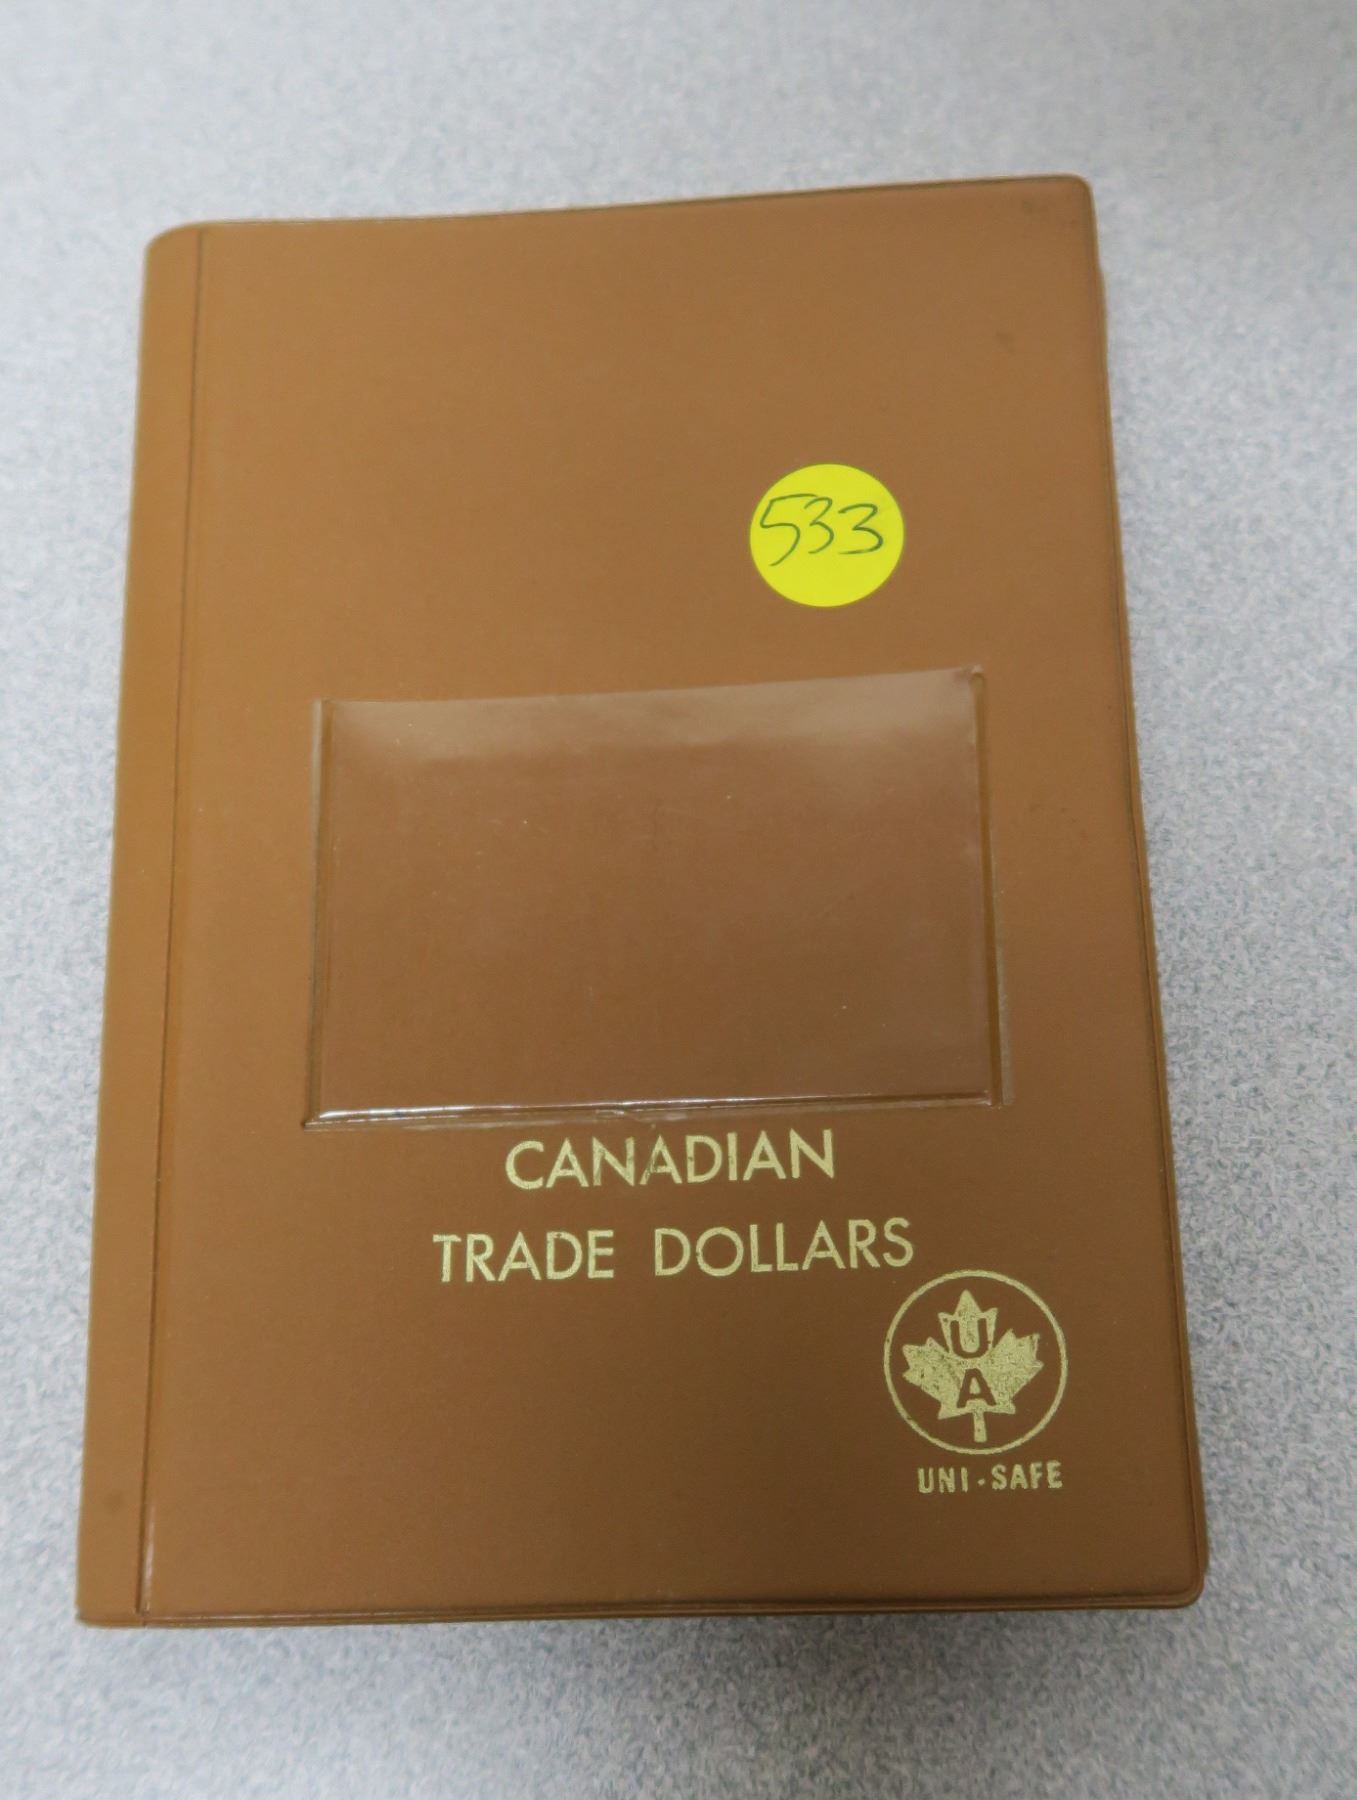 533
CANADIAN
TRADE DOLLARS
U
A
UNI-SAFE